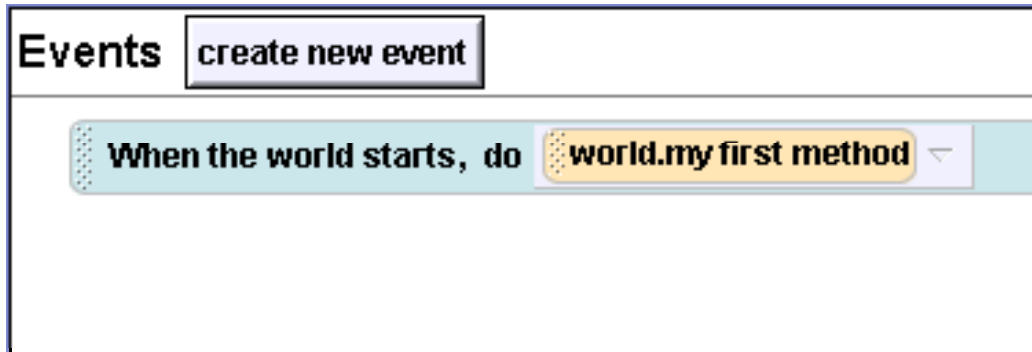 Events create new event
When the world starts, do world.my first method